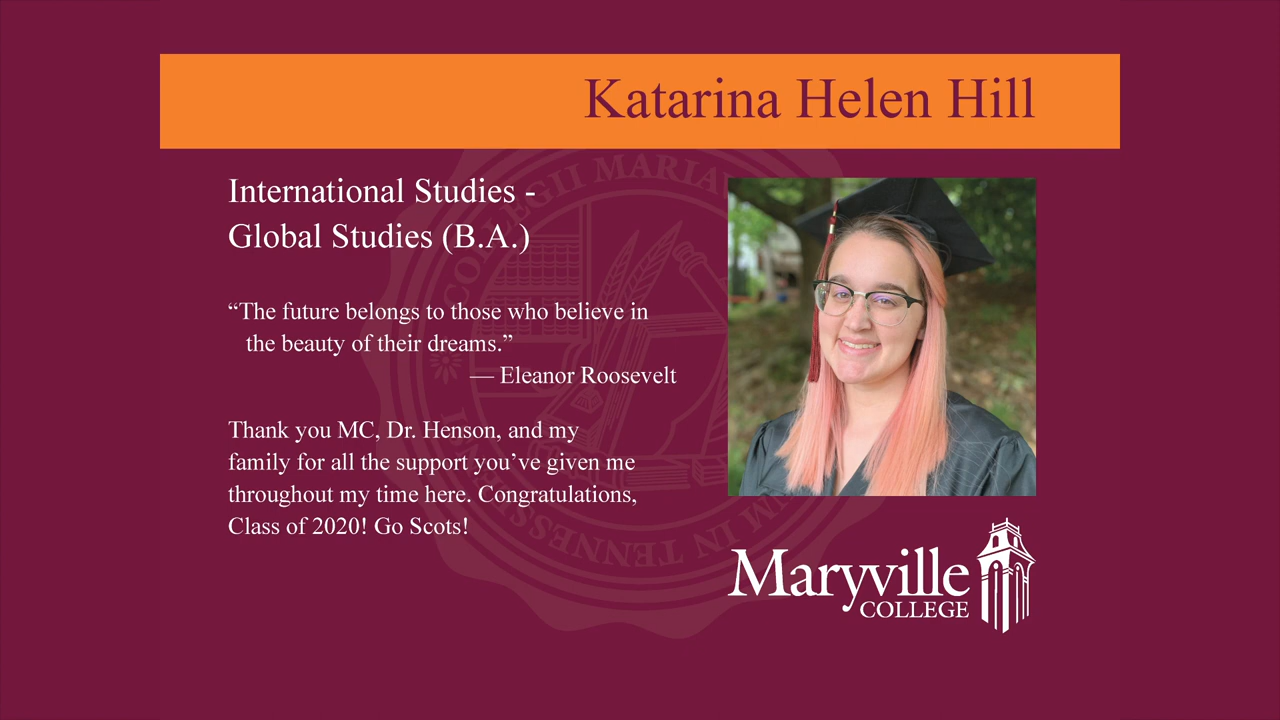 Katarina Helen Hill
International Studies -
Global Studies (B.A.)
“The future belongs to those who believe in
the beauty of their dreams.”
— Eleanor Roosevelt
Thank you MC, Dr. Henson, and my
family for all the support you’ve given me
throughout my time here. Congratulations,
Class of 2020! Go Scots!
Maryville
COLLEGE